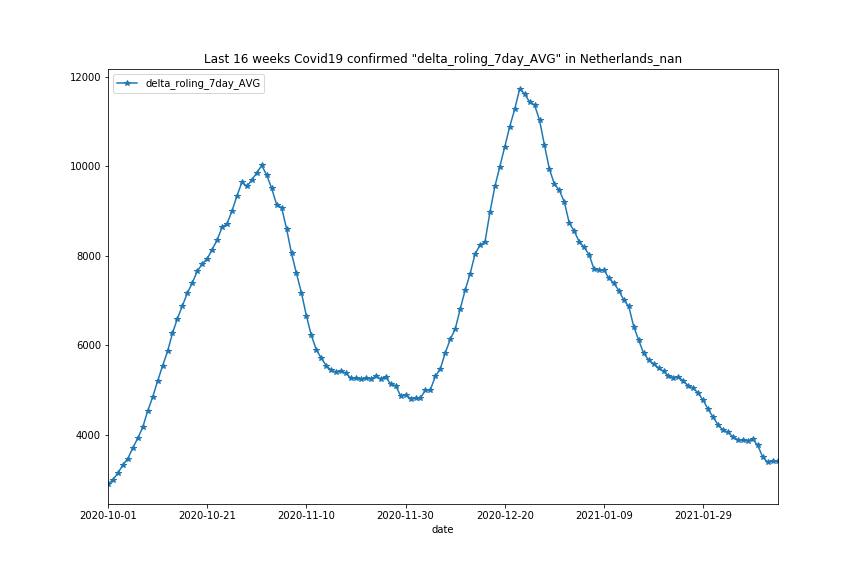 Last 16 weeks Covid19 confirmed "delta_roling_7day_AVG" in Netherlands_nan
delta_roling_7day_AVG
12000
10000
8000
6000
4000
2020-10-01 2020-10-21 2020-11-10 2020-11-30 2020-12-20 2021-01-09 2021-01-29
date